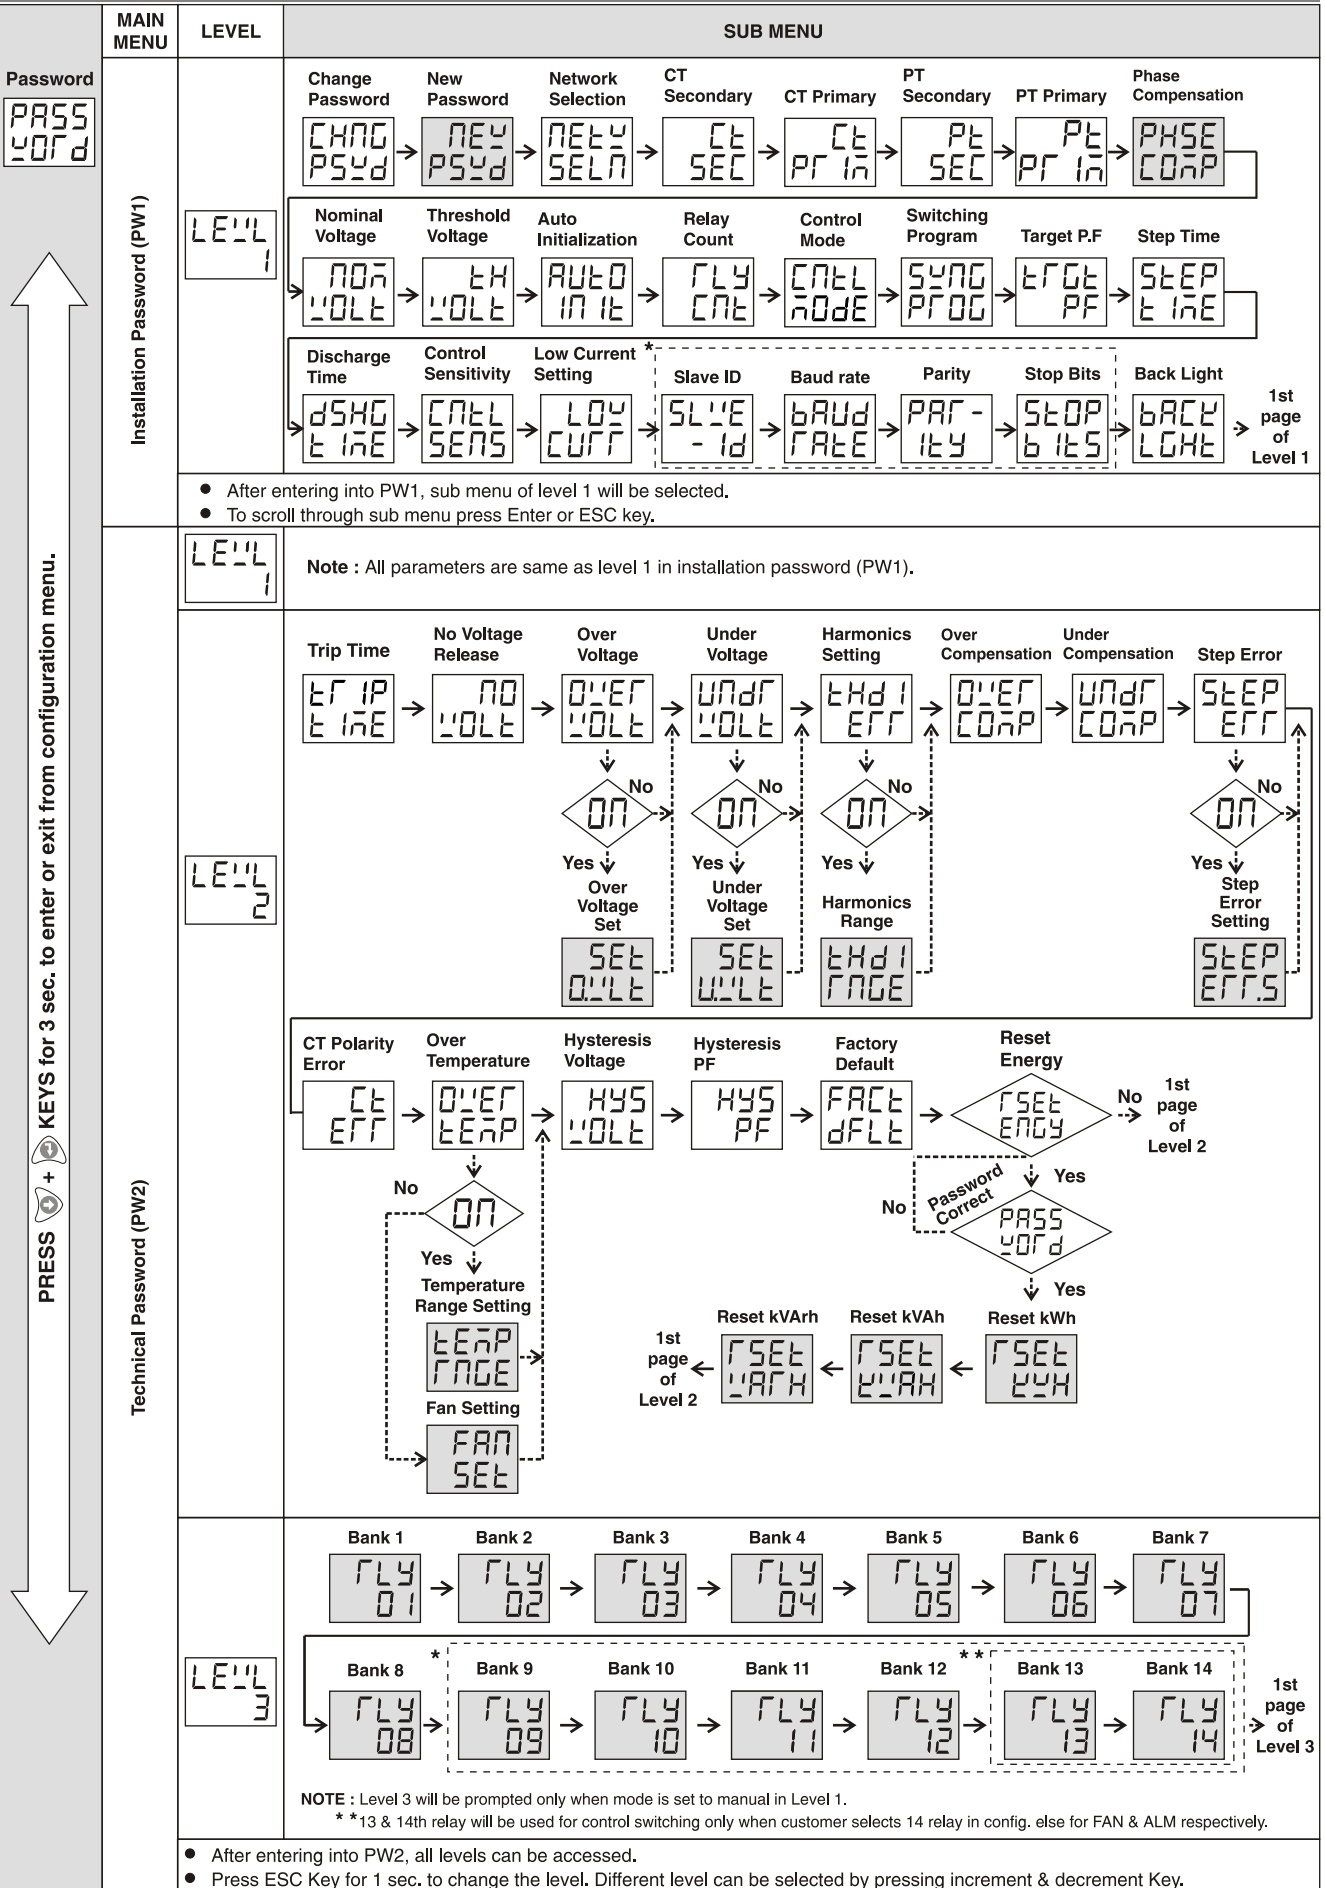 MAIN MENU
LEVEL
SUB MENU
Password
PASS
WORD
PRESS + KEYS for 3 sec. to enter or exit from configuration menu.
Installation Password (PW1)
LEVL
1
Change Password
New Password
Network Selection
CT Secondary
CT Primary
PT Secondary
PT Primary
Phase Compensation
CHNG PSWd
NEW PSWd
NEtW SELN
Ct SEC
Ct PrIm
Pt SEC
Pt PrIm
PHSE COmP
Nominal Voltage
Threshold Voltage
Auto Initialization
Relay Count
Control Mode
Switching Program
Target P.F
Step Time
NOm VOLt
tH VOLt
AUtO INIt
rLY CNt
CNtL mOdE
SWNG PrOG
trGt PF
StEP tImE
Discharge Time
Control Sensitivity
Low Current Setting
*
Slave ID
Baud rate
Parity
Stop Bits
Back Light
dSHG tImE
CNtL SENS
LOW CUrr
SLVE - Id
bAUd rAtE
PAr - ItY
StOP bItS
bACK LGHt
1st page of Level 1
● After entering into PW1, sub menu of level 1 will be selected.
● To scroll through sub menu press Enter or ESC key.
Technical Password (PW2)
LEVL
1
Note : All parameters are same as level 1 in installation password (PW1).
LEVL
2
Trip Time
No Voltage Release
Over Voltage
Under Voltage
Harmonics Setting
Over Compensation
Under Compensation
Step Error
trIP tImE
NO VOLt
OVEr VOLt
UNdr VOLt
tHdI Err
OVEr COmP
UNdr COmP
StEP Err
ON No
ON No
ON No
ON No
Yes
Yes
Yes
Yes
Over Voltage Set
Under Voltage Set
Harmonics Range
Step Error Setting
SEt O.VLt
SEt U.VLt
tHdI rNGE
StEP Err.S
CT Polarity Error
Over Temperature
Hysteresis Voltage
Hysteresis PF
Factory Default
Reset Energy
Ct Err
OVEr tEmP
HYS VOLt
HYS PF
FACt dFLt
rSEt ENGY
No
1st page of Level 2
No
ON
Yes
Yes
No
Password Correct
PASS WOrd
Yes
Temperature Range Setting
tEmP rNGE
Fan Setting
FAN SEt
1st page of Level 2
Reset kVArh
Reset kVAh
Reset kWh
rSEt VArH
rSEt KVAH
rSEt KWH
LEVL
3
Bank 1
Bank 2
Bank 3
Bank 4
Bank 5
Bank 6
Bank 7
rLY 01
rLY 02
rLY 03
rLY 04
rLY 05
rLY 06
rLY 07
Bank 8
*
Bank 9
Bank 10
Bank 11
Bank 12
* *
Bank 13
Bank 14
rLY 08
rLY 09
rLY 10
rLY 11
rLY 12
rLY 13
rLY 14
1st page of Level 3
NOTE : Level 3 will be prompted only when mode is set to manual in Level 1.
* * 13 & 14th relay will be used for control switching only when customer selects 14 relay in config. else for FAN & ALM respectively.
● After entering into PW2, all levels can be accessed.
● Press ESC Key for 1 sec. to change the level. Different level can be selected by pressing increment & decrement Key.